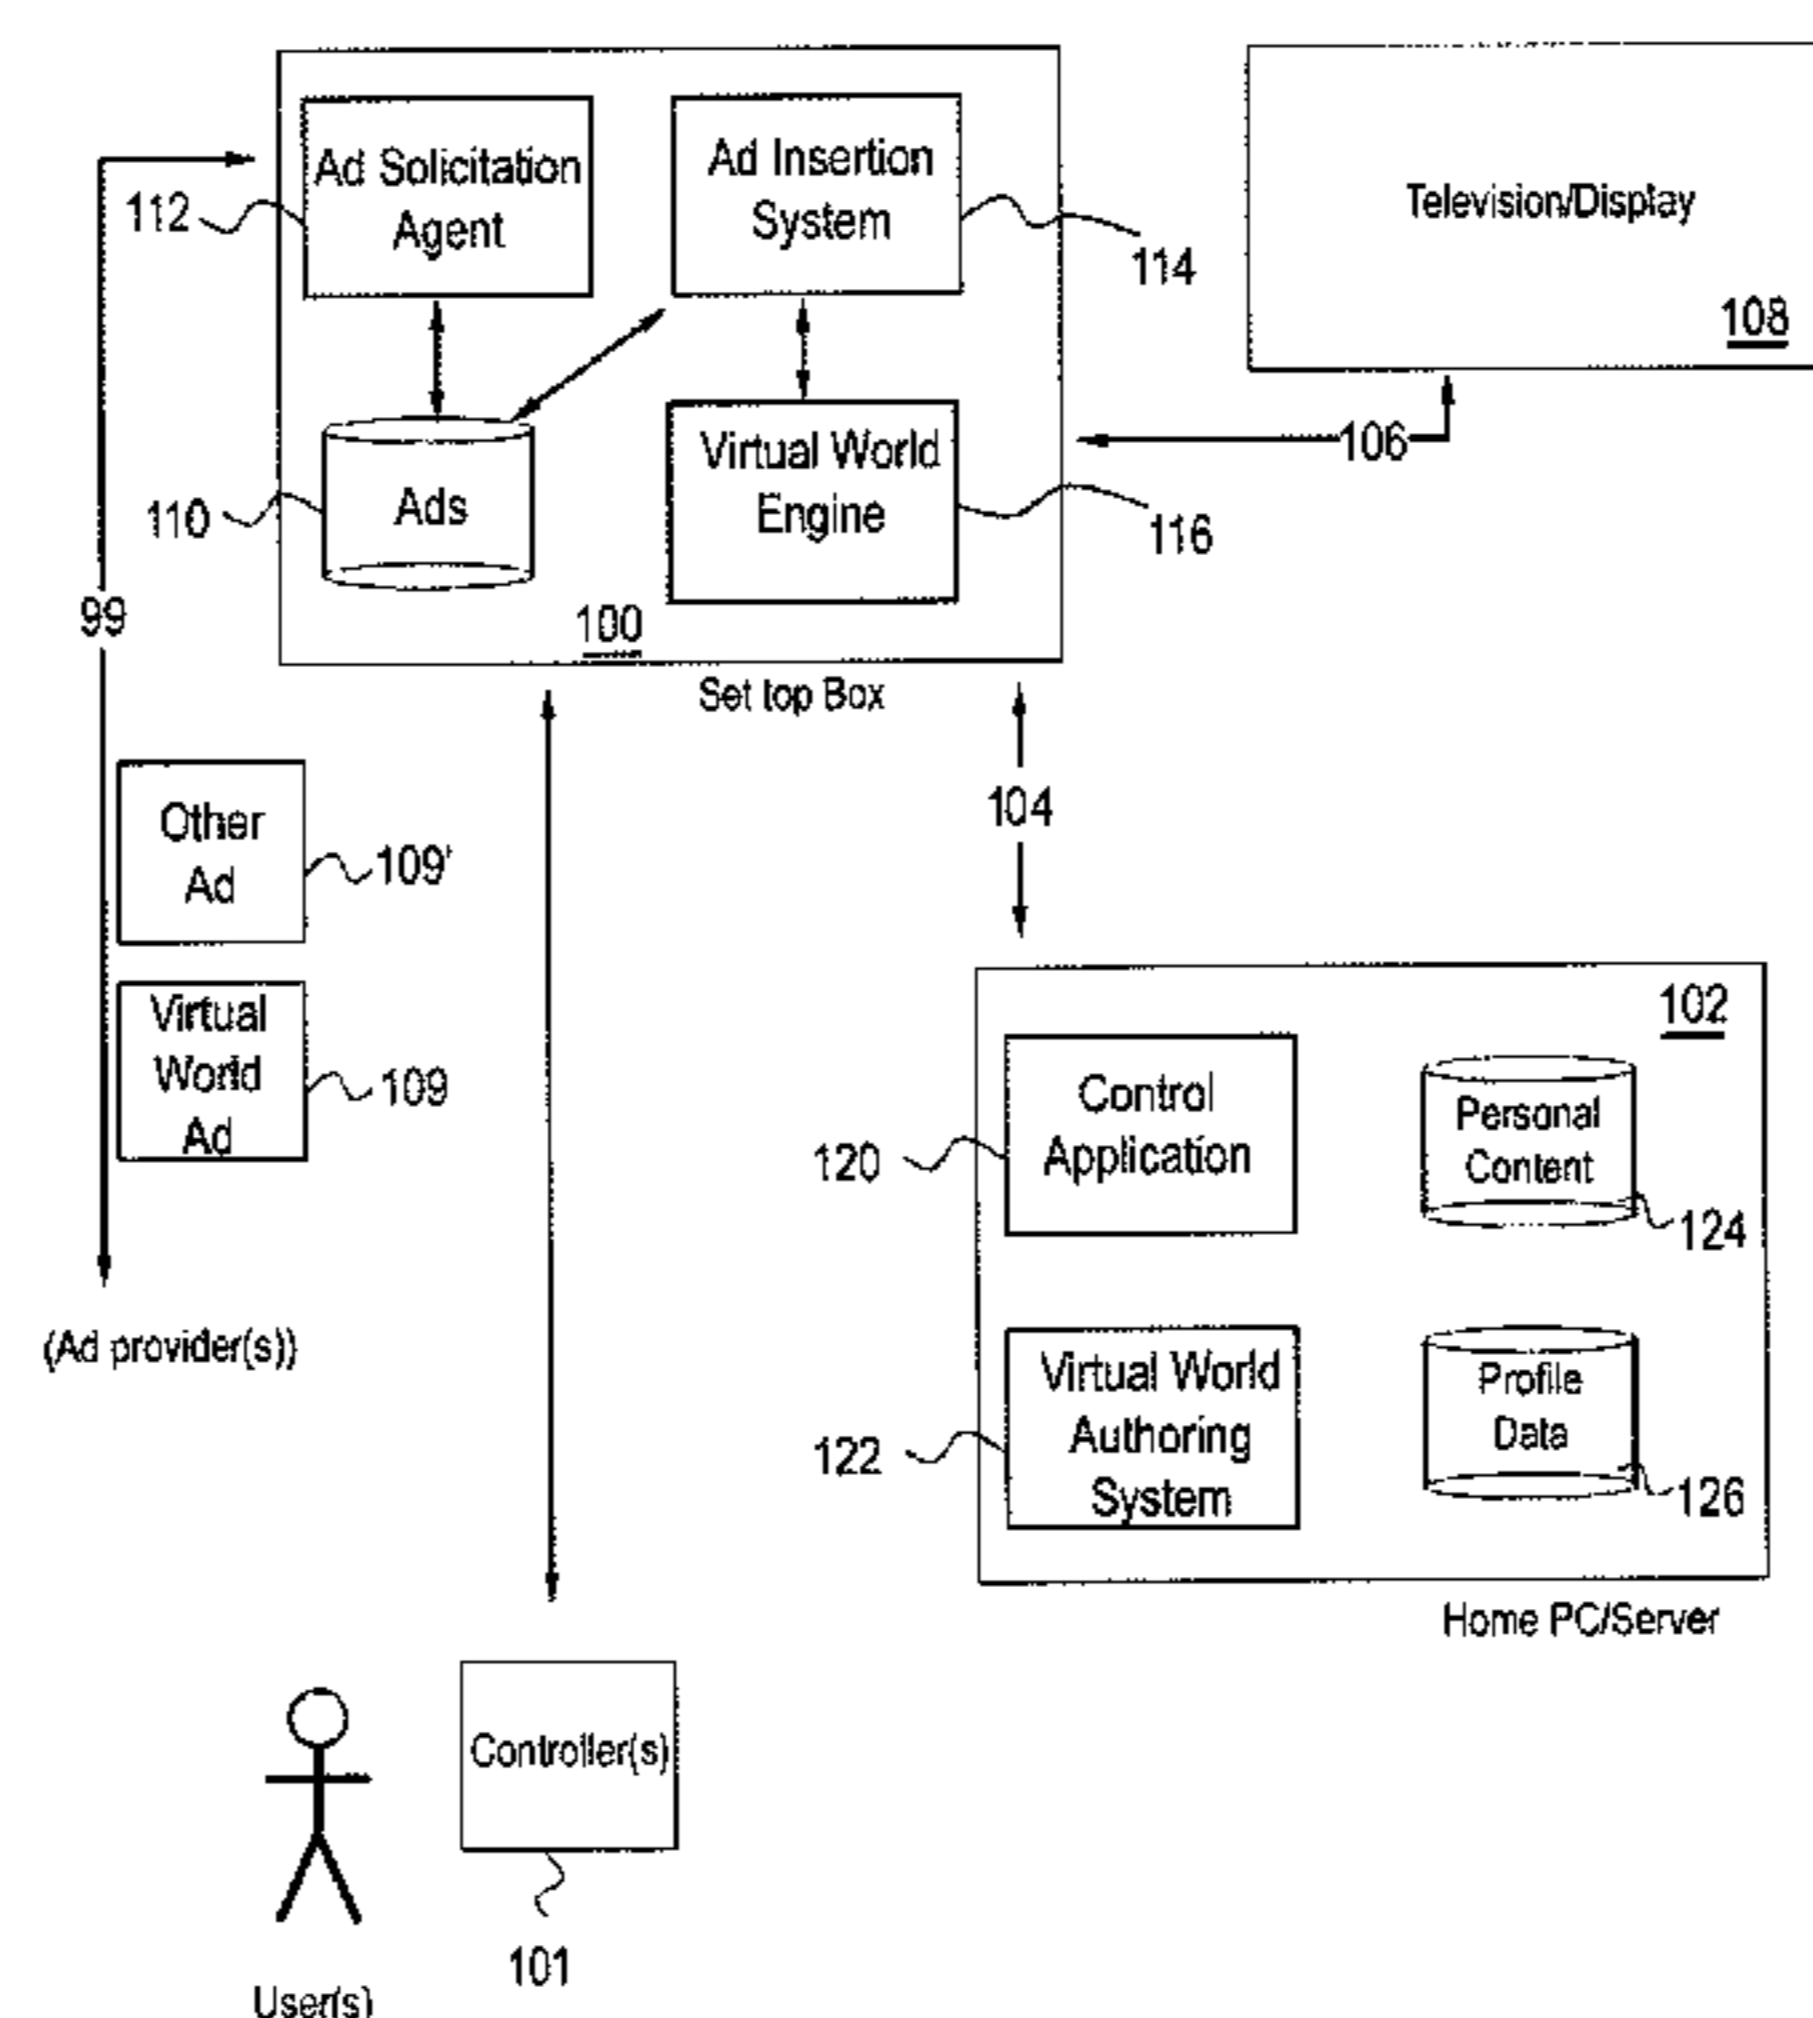 Ad Solicitation
Agent
112
Ad Insertion
System
114
Television/Display
108
106
Ads
110
Virtual World
Engine
116
100
Set top Box
99
104
Other
Ad
109'
Virtual
World
Ad
109
(Ad provider(s))
102
Control
Application
120
Personal
Content
124
Virtual World
Authoring
System
122
Profile
Data
126
Home PC/Server
Controller(s)
101
User(s)